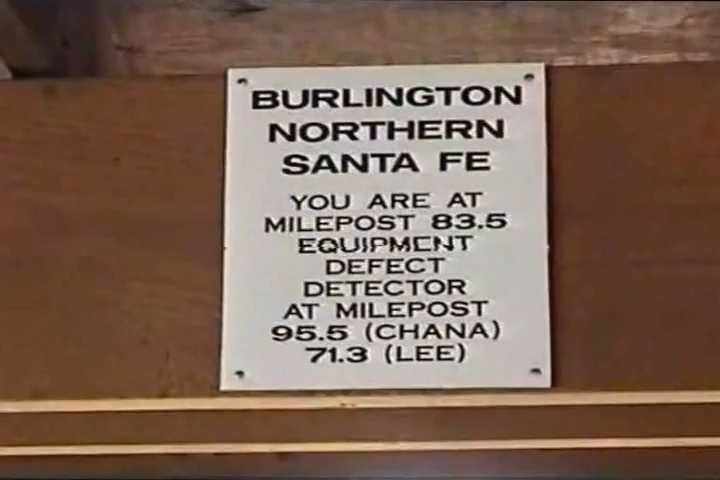 BURLINGTON
NORTHERN
SANTA FE
YOU ARE AT
MILEPOST 83.5
EQUIPMENT
DEFECT
DETECTOR
AT MILEPOST
95.5 (CHANA)
71.3 (LEE)